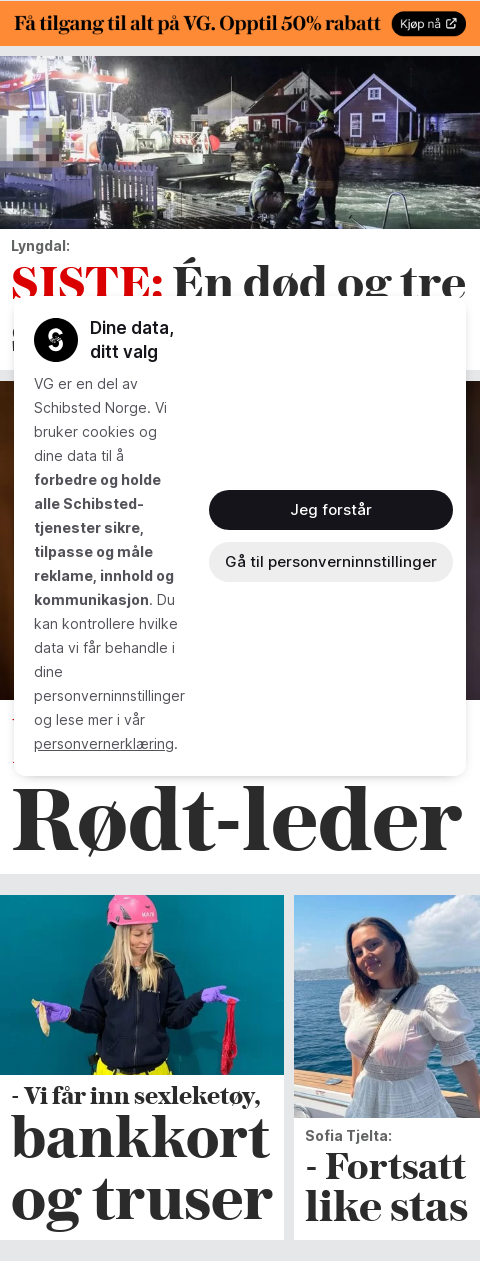 Få tilgang til alt på VG. Opptil 50% rabatt
Kjøp nå
Lyngdal:
SISTE: Én død og tre
Dine data,
ditt valg
VG er en del av
Schibsted Norge. Vi
bruker cookies og
dine data til å
forbedre og holde
alle Schibsted-
tjenester sikre,
tilpasse og måle
reklame, innhold og
kommunikasjon. Du
kan kontrollere hvilke
data vi får behandle i
dine
personverninnstillinger
og lese mer i vår
personvernerklæring.
Jeg forstår
Gå til personverninnstillinger
Rødt-leder
- Vi får inn sexleketøy,
bankkort
og truser
Sofia Tjelta:
- Fortsatt
like stas